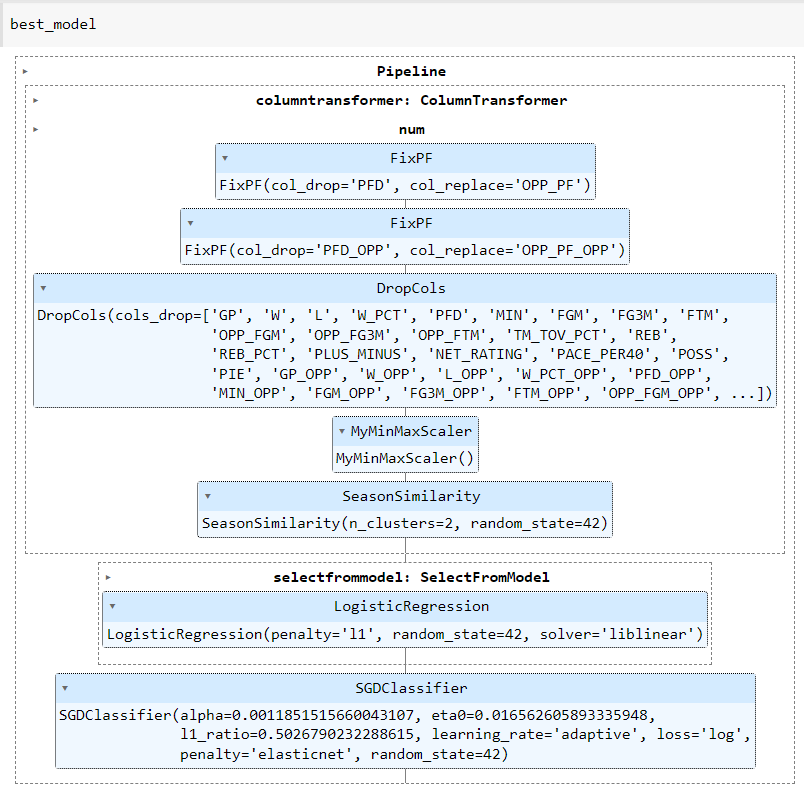 best_model
Pipeline
columntransformer: ColumnTransformer
num
FixPF
FixPF(col_drop='PFD', col_replace='OPP_PF')
FixPF
FixPF(col_drop='PFD_OPP', col_replace='OPP_PF_OPP')
DropCols
DropCols(cols_drop=['GP', 'W', 'L', 'W_PCT', 'PFD', 'MIN', 'FGM', 'FG3M', 'FTM',
'OPP_FGM', 'OPP_FG3M', 'OPP_FTM', 'TM_TOV_PCT', 'REB',
'REB_PCT', 'PLUS_MINUS', 'NET_RATING', 'PACE_PER40', 'POSS',
'PIE', 'GP_OPP', 'W_OPP', 'L_OPP', 'W_PCT_OPP', 'PFD_OPP',
'MIN_OPP', 'FGM_OPP', 'FG3M_OPP', 'FTM_OPP', 'OPP_FGM_OPP', ...])
MyMinMaxScaler
MyMinMaxScaler()
SeasonSimilarity
SeasonSimilarity(n_clusters=2, random_state=42)
selectfrommodel: SelectFromModel
LogisticRegression
LogisticRegression(penalty='l1', random_state=42, solver='liblinear')
SGDClassifier
SGDClassifier(alpha=0.0011851515660043107, eta0=0.016562605893335948,
l1_ratio=0.5026790232288615, learning_rate='adaptive', loss='log',
penalty='elasticnet', random_state=42)